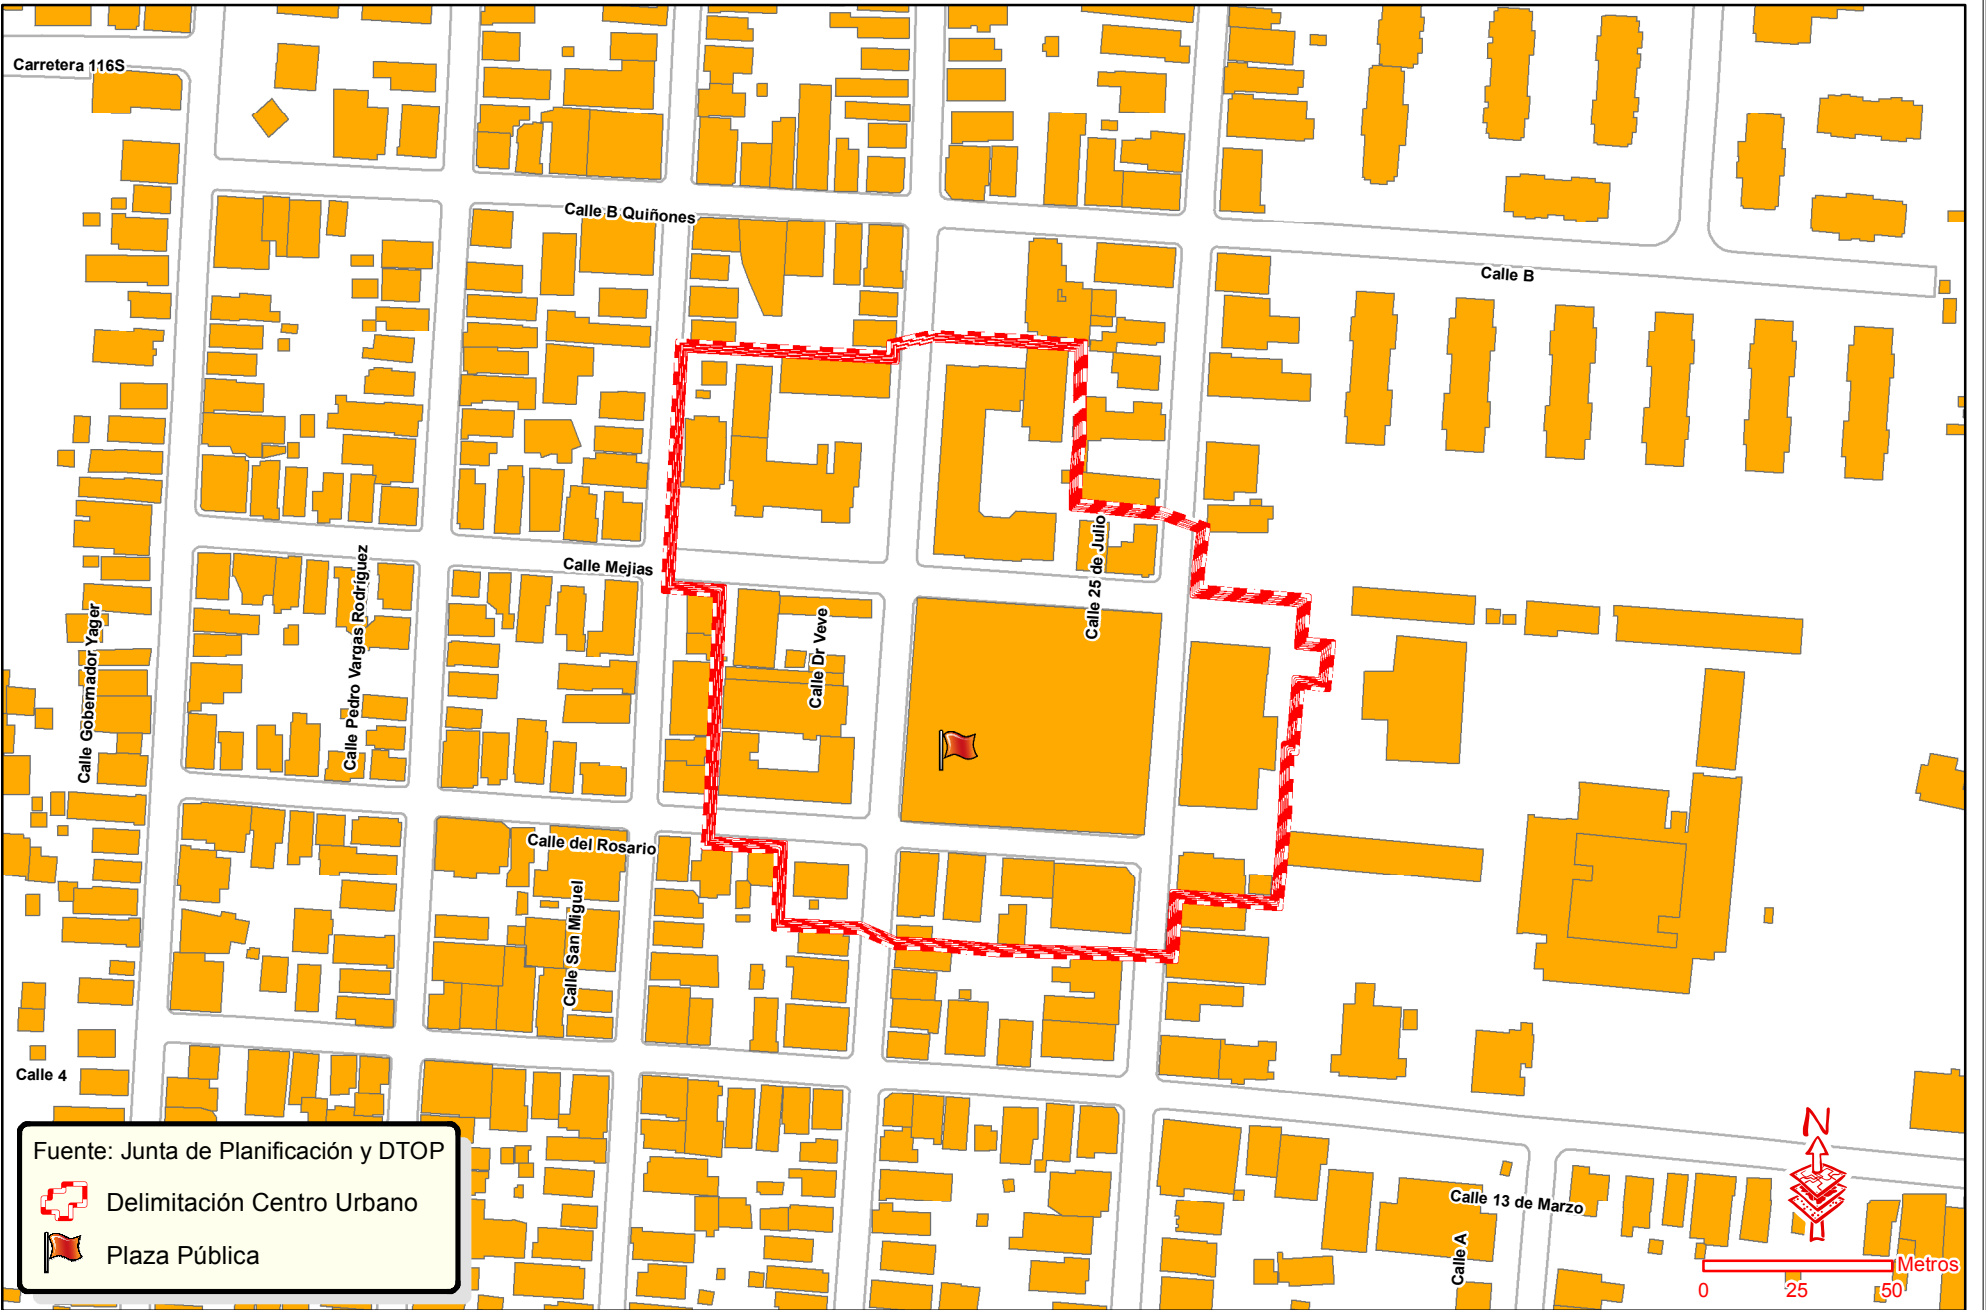 Carretera 116S
Calle B Quiñones
Calle B
Calle Mejias
Calle 25 de Julio
Calle Pedro Vargas Rodríguez
Calle Gobernador Yager
Calle Dr Veve
Calle del Rosario
Calle San Miguel
Calle 4
Calle 13 de Marzo
Calle A
Fuente: Junta de Planificación y DTOP
Delimitación Centro Urbano
Plaza Pública
N
Metros
0 25 50